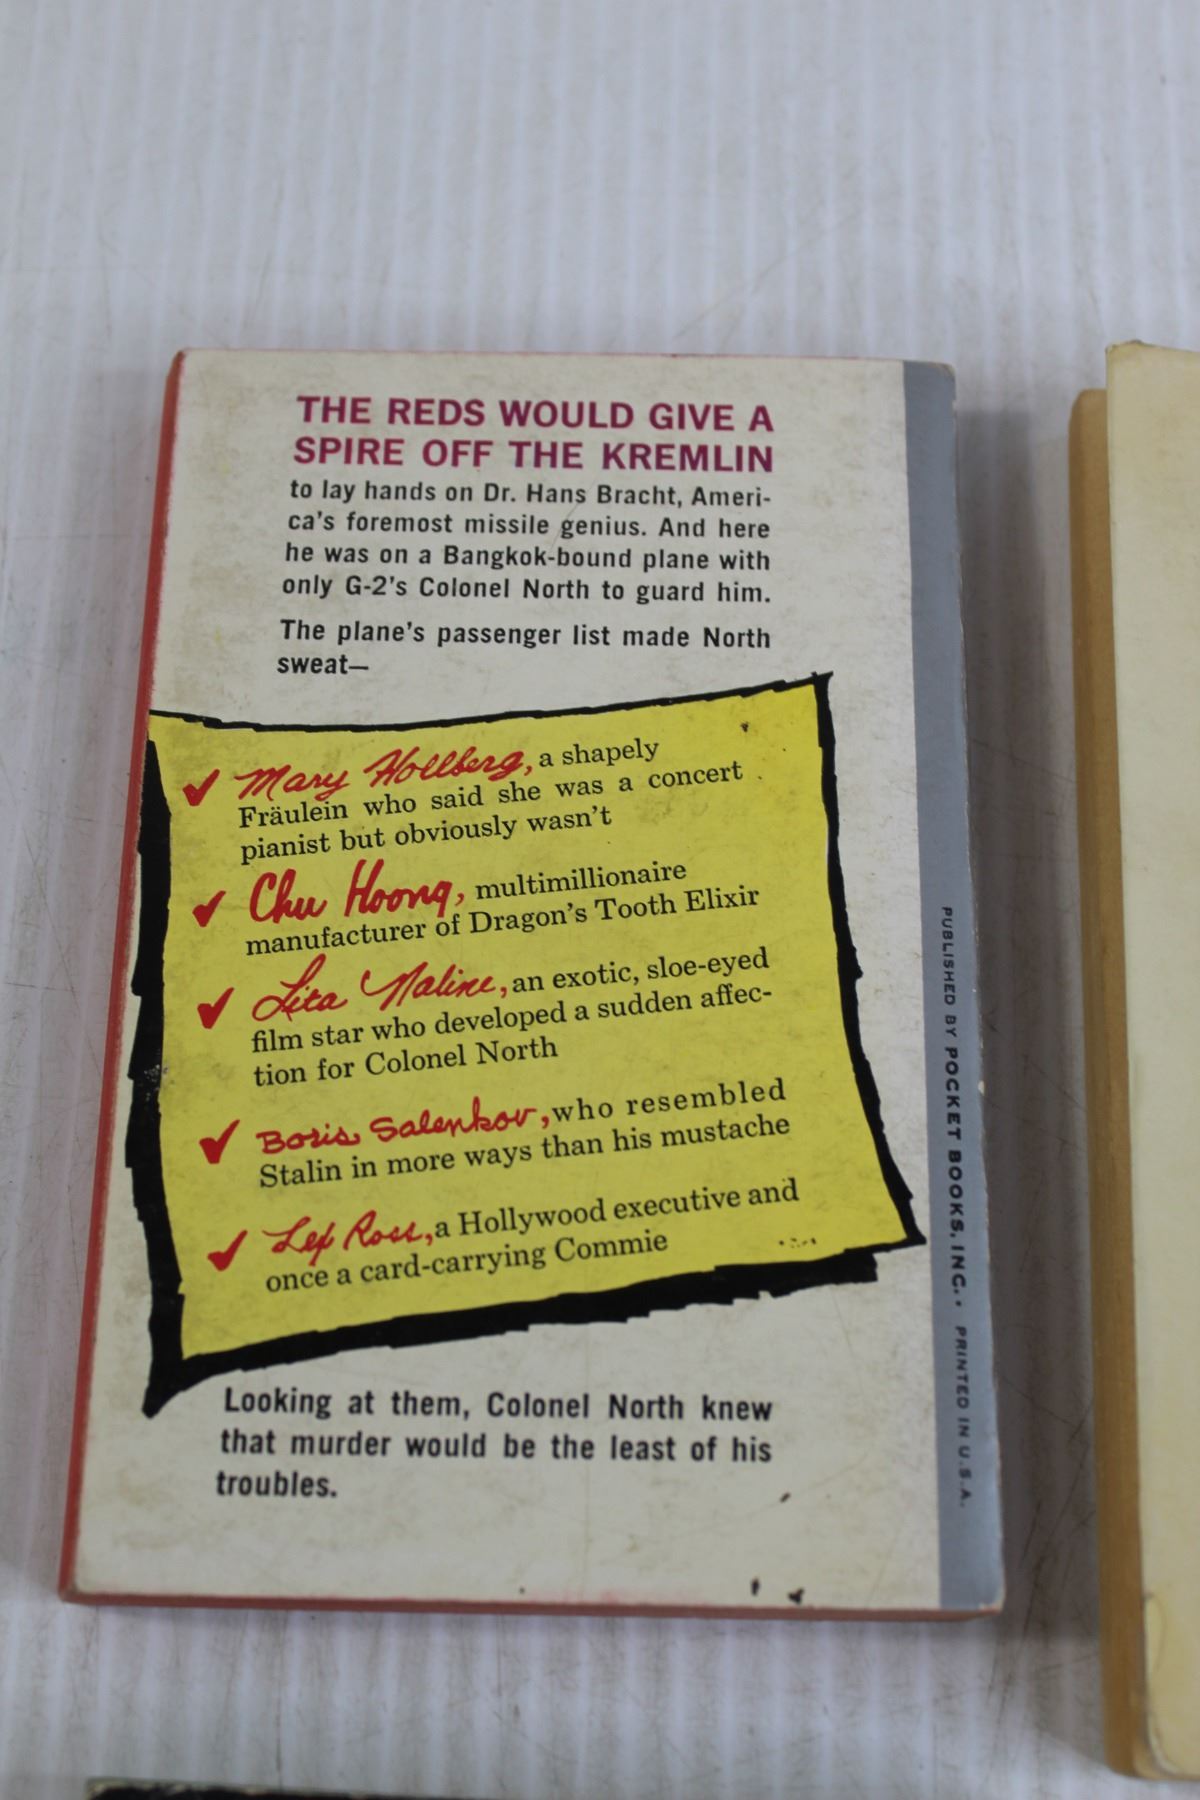 THE REDS WOULD GIVE A
SPIRE OFF THE KREMLIN
to lay hands on Dr. Hans Bracht, Ameri-
ca's foremost missile genius. And here
he was on a Bangkok-bound plane with
only G-2's Colonel North to guard him.
The plane's passenger list made North
sweat—
✓ Mary Hollberg, a shapely
Fräulein who said she was a concert
pianist but obviously wasn't
✓ Chu Hoong, multimillionaire
manufacturer of Dragon's Tooth Elixir
✓ Lita Naline, an exotic, sloe-eyed
film star who developed a sudden affec-
tion for Colonel North
✓ Boris Salenkov, who resembled
Stalin in more ways than his mustache
✓ Lex Ross, a Hollywood executive and
once a card-carrying Commie
Looking at them, Colonel North knew
that murder would be the least of his
troubles.
PUBLISHED BY POCKET BOOKS, INC. • PRINTED IN U.S.A.